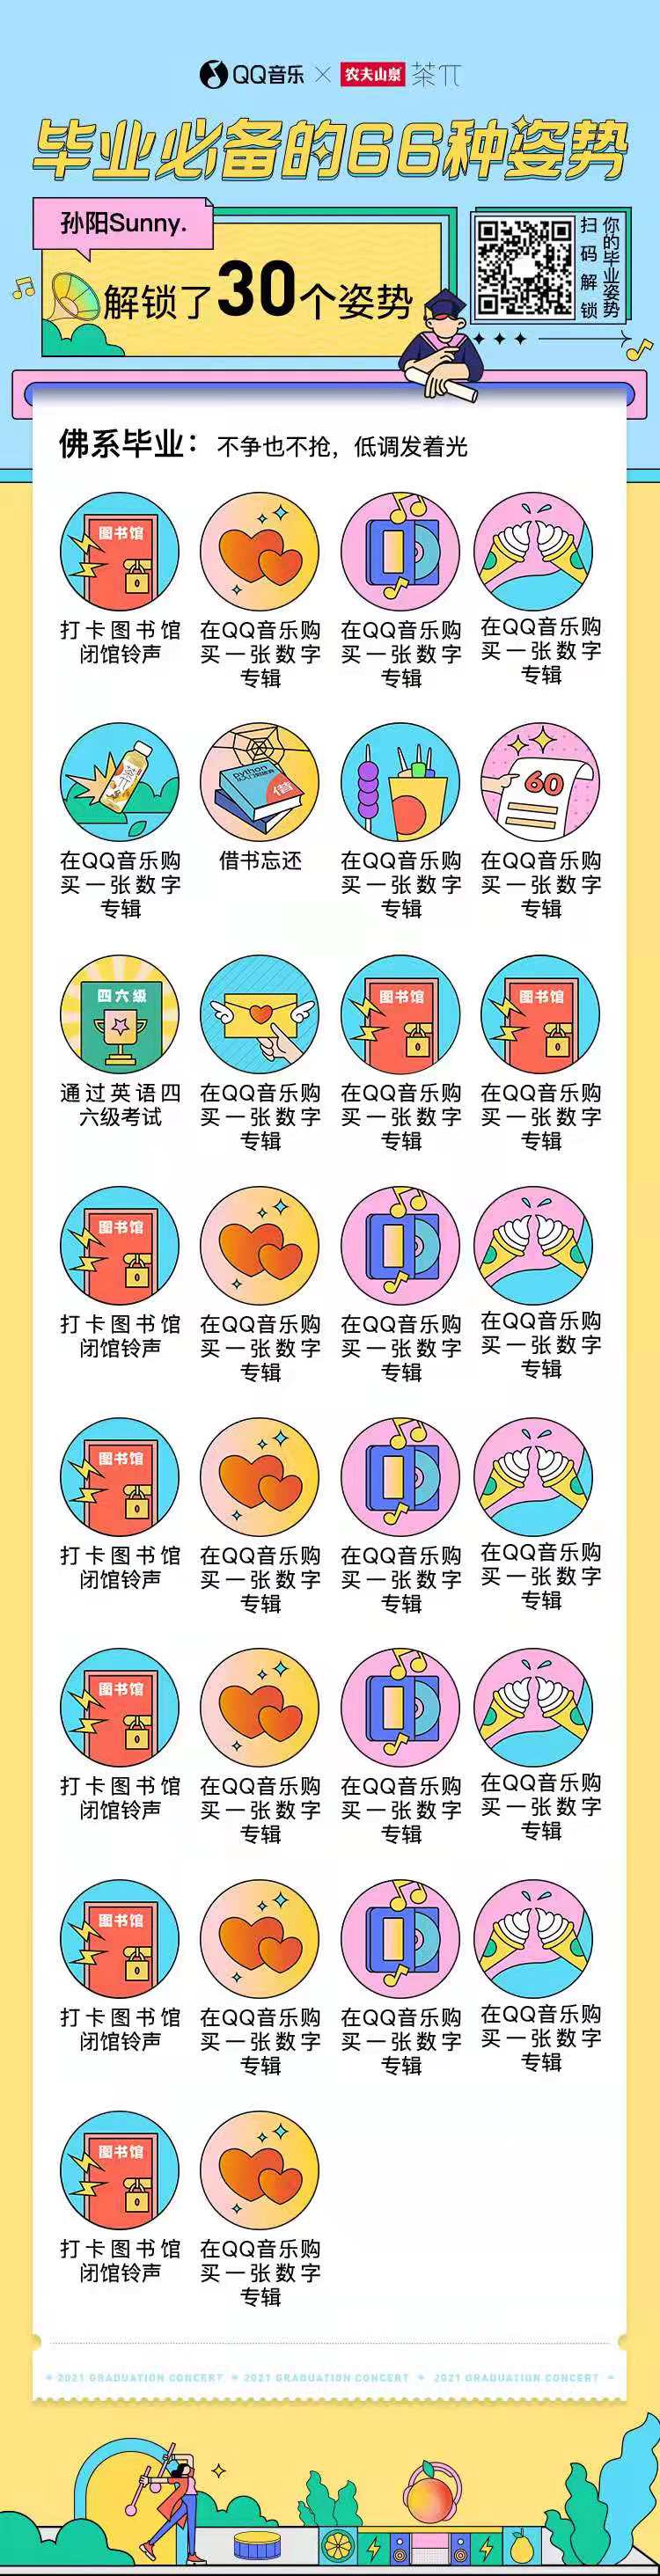 QQ音乐 × 农夫山泉 茶π
毕业必备的66种姿势
孙阳Sunny.
解锁了30个姿势
扫码解锁
你的毕业姿势
佛系毕业：不争也不抢，低调发着光
图书馆
打卡图书馆
闭馆铃声
在QQ音乐购
买一张数字
专辑
在QQ音乐购
买一张数字
专辑
在QQ音乐购
买一张数字
专辑
茶π
在QQ音乐购
买一张数字
专辑
python
借
借书忘还
在QQ音乐购
买一张数字
专辑
60
在QQ音乐购
买一张数字
专辑
四六级
通过英语四
六级考试
在QQ音乐购
买一张数字
专辑
图书馆
在QQ音乐购
买一张数字
专辑
图书馆
在QQ音乐购
买一张数字
专辑
图书馆
打卡图书馆
闭馆铃声
在QQ音乐购
买一张数字
专辑
在QQ音乐购
买一张数字
专辑
在QQ音乐购
买一张数字
专辑
图书馆
打卡图书馆
闭馆铃声
在QQ音乐购
买一张数字
专辑
在QQ音乐购
买一张数字
专辑
在QQ音乐购
买一张数字
专辑
图书馆
打卡图书馆
闭馆铃声
在QQ音乐购
买一张数字
专辑
在QQ音乐购
买一张数字
专辑
在QQ音乐购
买一张数字
专辑
图书馆
打卡图书馆
闭馆铃声
在QQ音乐购
买一张数字
专辑
在QQ音乐购
买一张数字
专辑
在QQ音乐购
买一张数字
专辑
图书馆
打卡图书馆
闭馆铃声
在QQ音乐购
买一张数字
专辑
2021 GRADUATION CONCERT 2021 GRADUATION CONCERT 2021 GRADUATION CONCERT